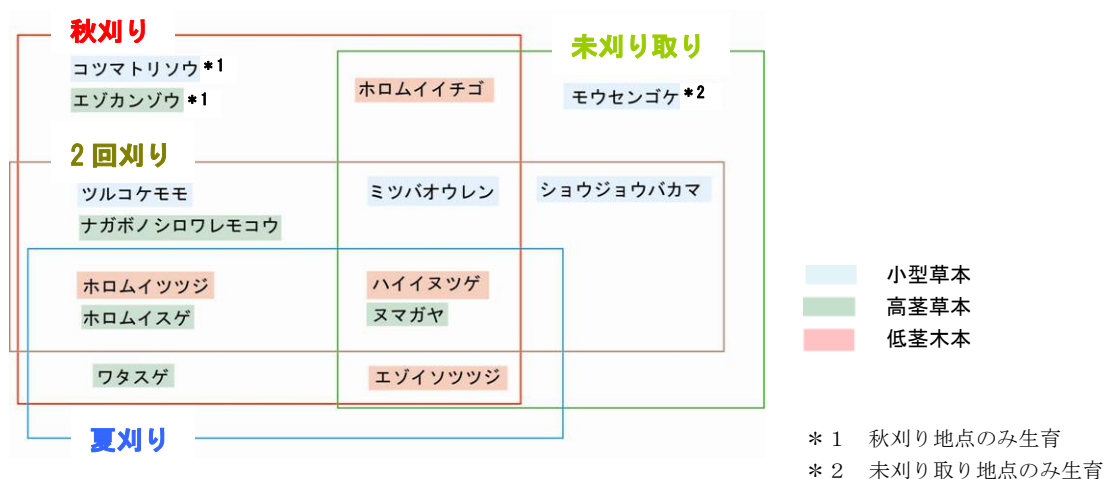 秋刈り
未刈り取り
コツマトリソウ*1
エゾカンゾウ*1
ホロムイイチゴ
モウセンゴケ*2
2回刈り
ツルコケモモ
ナガボノシロワレモコウ
ミツバオウレン
ショウジョウバカマ
ホロムイツツジ
ホロムイスゲ
ハイイヌツゲ
ヌマガヤ
ワタスゲ
エゾイソツツジ
夏刈り
小型草本
高茎草本
低茎木本
*1 秋刈り地点のみ生育
*2 未刈り取り地点のみ生育